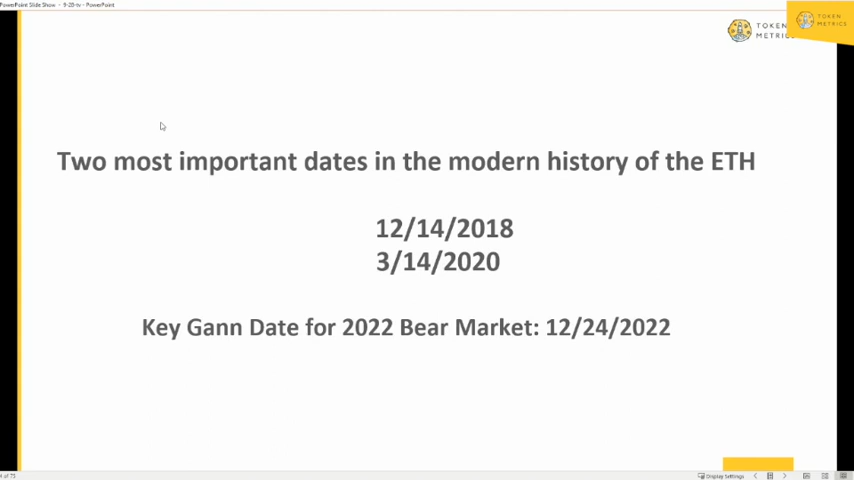 PowerPoint Slide Show - 9-28-tv - PowerPoint
TOKEN
METRICS
TOKEN
METRICS
Two most important dates in the modern history of the ETH
12/14/2018
3/14/2020
Key Gann Date for 2022 Bear Market: 12/24/2022
of 75
Display Settings